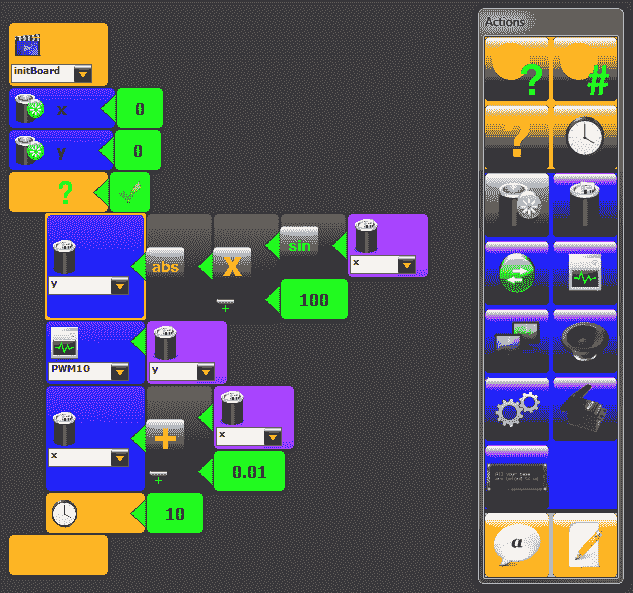 Actions
initBoard
x 0
y 0
?
y
abs
X
sin
x
100
+
PWM10
y
x
+
x
+
0.01
10
?
#
?
a